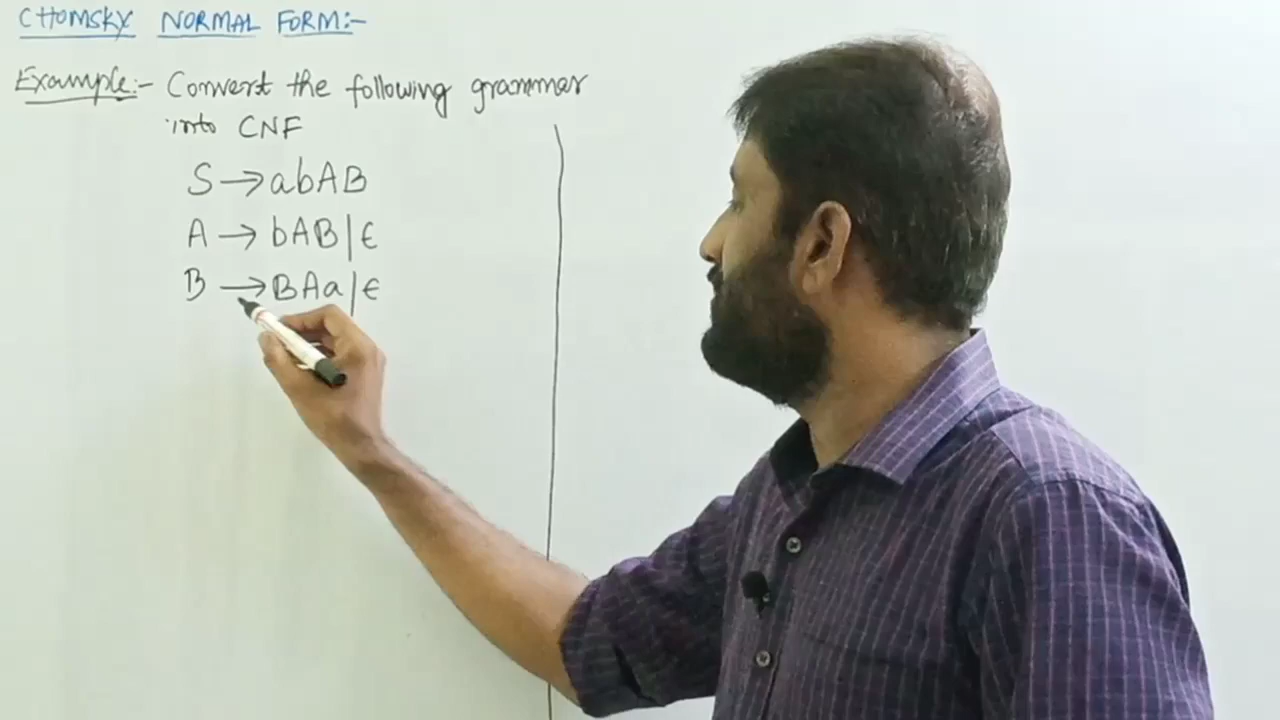 CHOMSKY NORMAL FORM:-
Example:- Convert the following grammar
into CNF
S → abAB
A → bAB|ϵ
B → BAa|ϵ